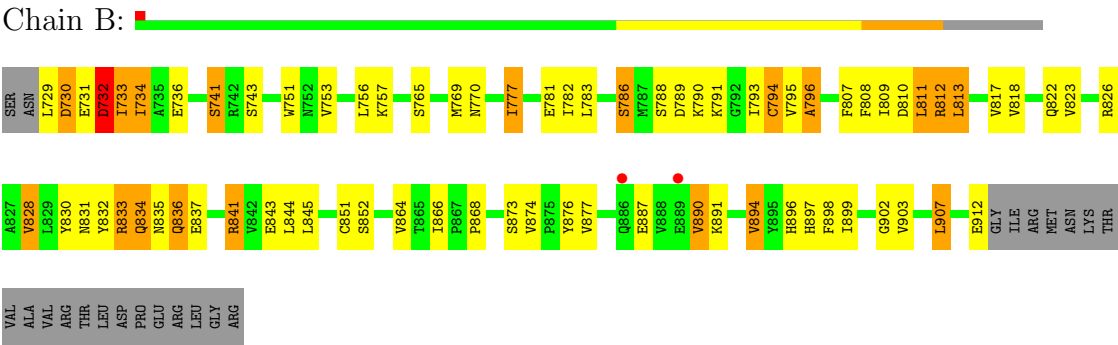 Chain B:
SER ASN L729 D730 E731 D732 I733 I734 A735 E736 S741 R742 S743 W751 N752 V753 L756 K757 S765 M769 N770 I777 E781 I782 L783 S786 M787 S788 D789 K790 K791 G792 I793 C794 V795 A796 F807 F808 I809 D810 L811 R812 L813 V817 V818 Q822 V823 R826
A827 V828 L829 Y830 N831 Y832 R833 Q834 N835 Q836 E837 R841 V842 E843 L844 L845 C851 S852 V864 T865 I866 P867 P868 S873 V874 P875 Y876 V877 Q886 E887 V888 E889 V890 K891 V894 Y895 H896 H897 F898 I899 G902 V903 L907 E912 GLY ILE ARG MET ASN LYS THR
VAL ALA VAL ARG THR LEU ASP PRO GLU ARG LEU GLY ARG